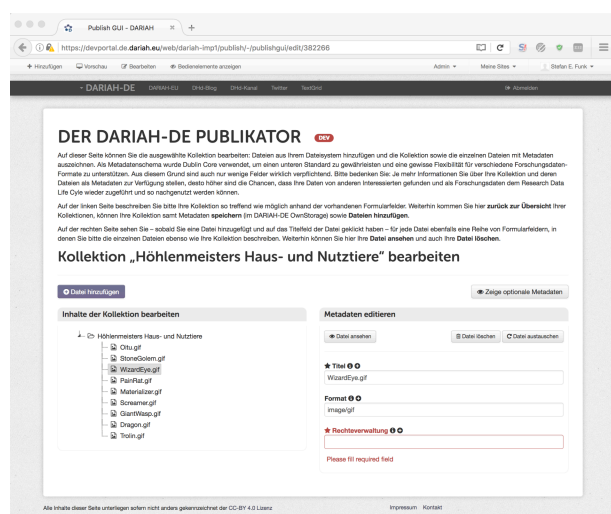 Publish GUI - DARIAH
https://devportal.de.dariah.eu/web/dariah-imp1/publish/-/publishgui/edit/382266
Hinzufügen Vorschau Bearbeiten Bedienelemente anzeigen Admin Meine Sites Stefan E. Funk
DARIAH-DE DARIAH-EU DHd-Blog DHd-Kanal Twitter TextGrid Abmelden
DER DARIAH-DE PUBLIKATOR DEV
Auf dieser Seite können Sie die ausgewählte Kollektion bearbeiten: Dateien aus Ihrem Dateisystem hinzufügen und die Kollektion sowie die einzelnen Dateien mit Metadaten
auszeichnen. Als Metadatenschema wurde Dublin Core verwendet, um einen unteren Standard zu gewährleisten und eine gewisse Flexibilität für verschiedene Forschungsdaten-
Formate zu unterstützen. Aus diesem Grund sind auch nur wenige Felder wirklich verpflichtend. Bitte bedenken Sie: Je mehr Informationen Sie über Ihre Kollektion und deren
Dateien als Metadaten zur Verfügung stellen, desto höher sind die Chancen, dass Ihre Daten von anderen Interessierten gefunden und als Forschungsdaten dem Research Data
Life Cyle wieder zugeführt und so nachgenutzt werden können.
Auf der linken Seite beschreiben Sie bitte Ihre Kollektion so treffend wie möglich anhand der vorhandenen Formularfelder. Weiterhin kommen Sie hier zurück zur Übersicht Ihrer
Kollektionen, können Ihre Kollektion samt Metadaten speichern (im DARIAH-DE OwnStorage) sowie Dateien hinzufügen.
Auf der rechten Seite sehen Sie – sobald Sie eine Datei hinzugefügt und auf das Titelfeld der Datei geklickt haben – für jede Datei ebenfalls eine Reihe von Formularfeldern, in
denen Sie bitte die einzelnen Dateien ebenso wie Ihre Kollektion beschreiben. Weiterhin können Sie hier Ihre Datei ansehen und auch Ihre Datei löschen.
Kollektion „Höhlenmeisters Haus- und Nutztiere“ bearbeiten
Datei hinzufügen Zeige optionale Metadaten
Inhalte der Kollektion bearbeiten
Höhlenmeisters Haus- und Nutztiere
Oitu.gif
StoneGolem.gif
WizardEye.gif
PainRat.gif
Materializer.gif
Screamer.gif
GiantWasp.gif
Dragon.gif
Trolin.gif
Metadaten editieren
Datei ansehen Datei löschen Datei austauschen
Titel
WizardEye.gif
Format
image/gif
Rechteverwaltung
Please fill required field
Alle Inhalte dieser Seite unterliegen sofern nicht anders gekennzeichnet der CC-BY 4.0 Lizenz Impressum Kontakt